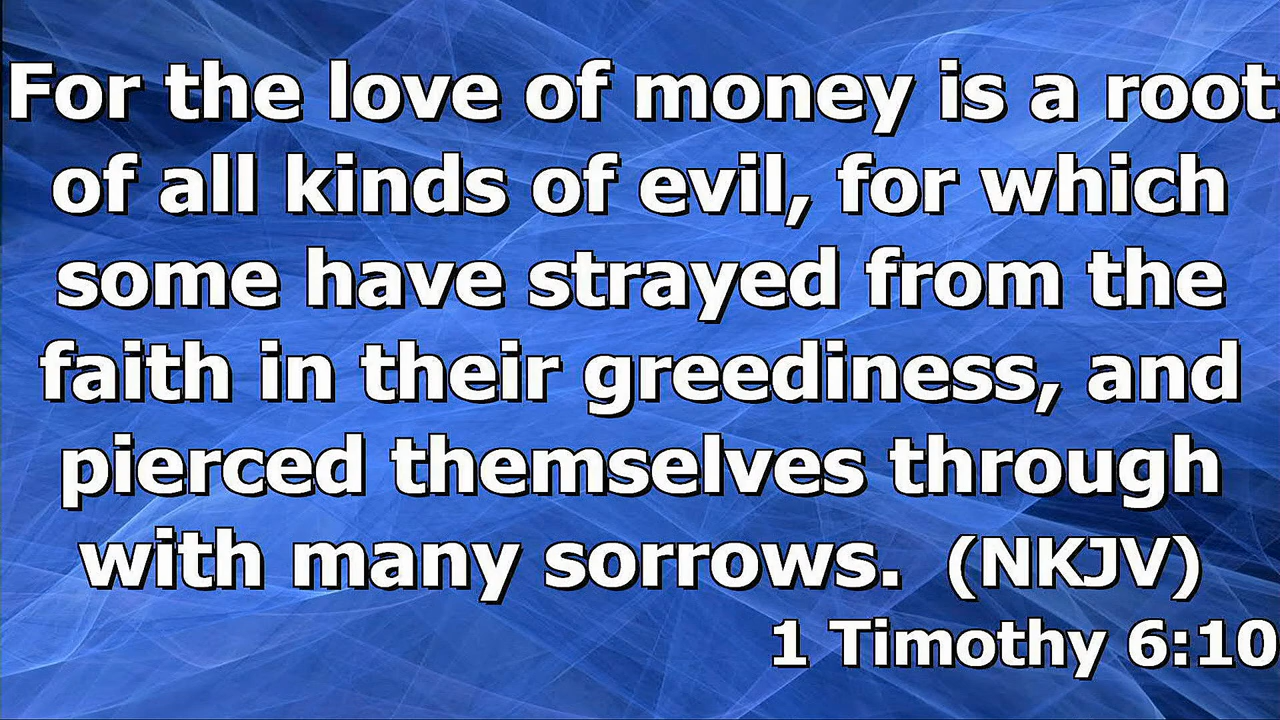 For the love of money is a root
of all kinds of evil, for which
some have strayed from the
faith in their greediness, and
pierced themselves through
with many sorrows.  (NKJV)
1 Timothy 6:10